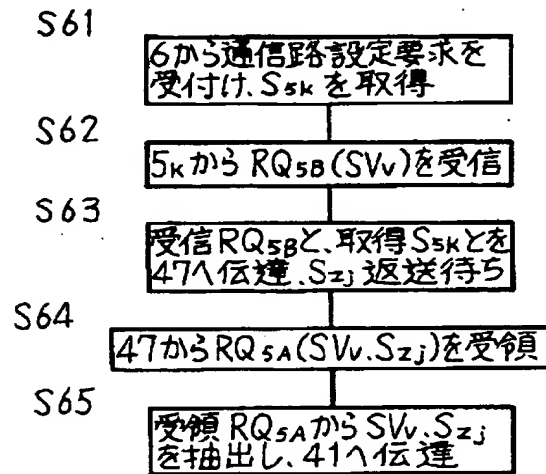 S61
6から通信路設定要求を
受付け、S5kを取得
S62
5kからRQ5B(SVv)を受信
S63
受信RQ5Bと、取得S5kとを
47へ伝達、Szj返送待ち
S64
47からRQ5A(SVv.Szj)を受領
S65
受領RQ5AからSVv.Szj
を抽出し、41へ伝達